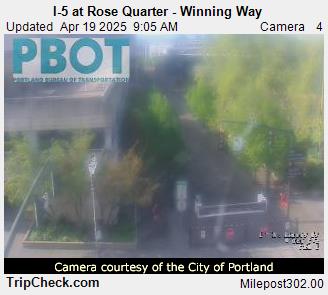 I-5 at Rose Quarter - Winning Way
Updated Apr 19 2025 9:05 AM Camera 4
PBOT
PORTLAND BUREAU OF TRANSPORTATION
Camera courtesy of the City of Portland
TripCheck.com Milepost302.00